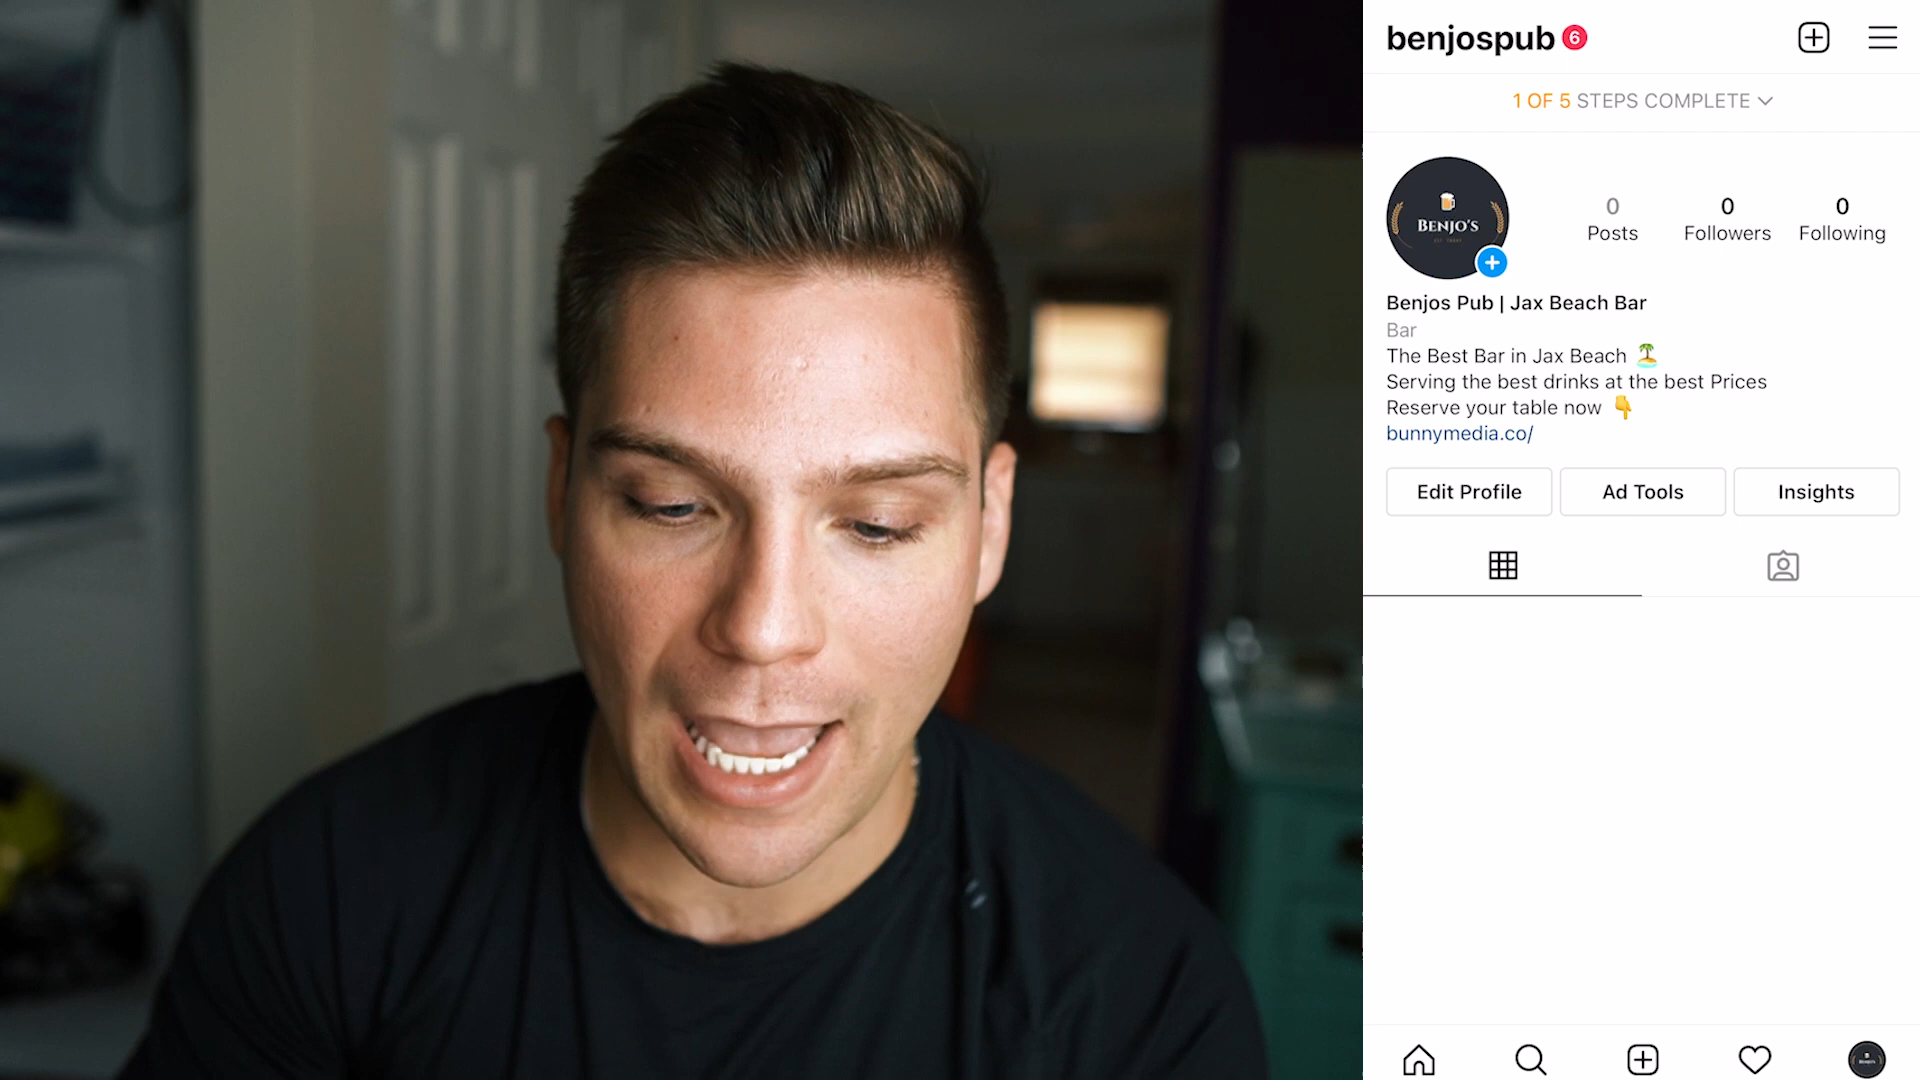 benjospub 6
1 OF 5 STEPS COMPLETE
BENJO'S
0 0 0
Posts Followers Following
Benjos Pub | Jax Beach Bar
Bar
The Best Bar in Jax Beach 🏝️
Serving the best drinks at the best Prices
Reserve your table now 👇
bunnymedia.co/
Edit Profile Ad Tools Insights